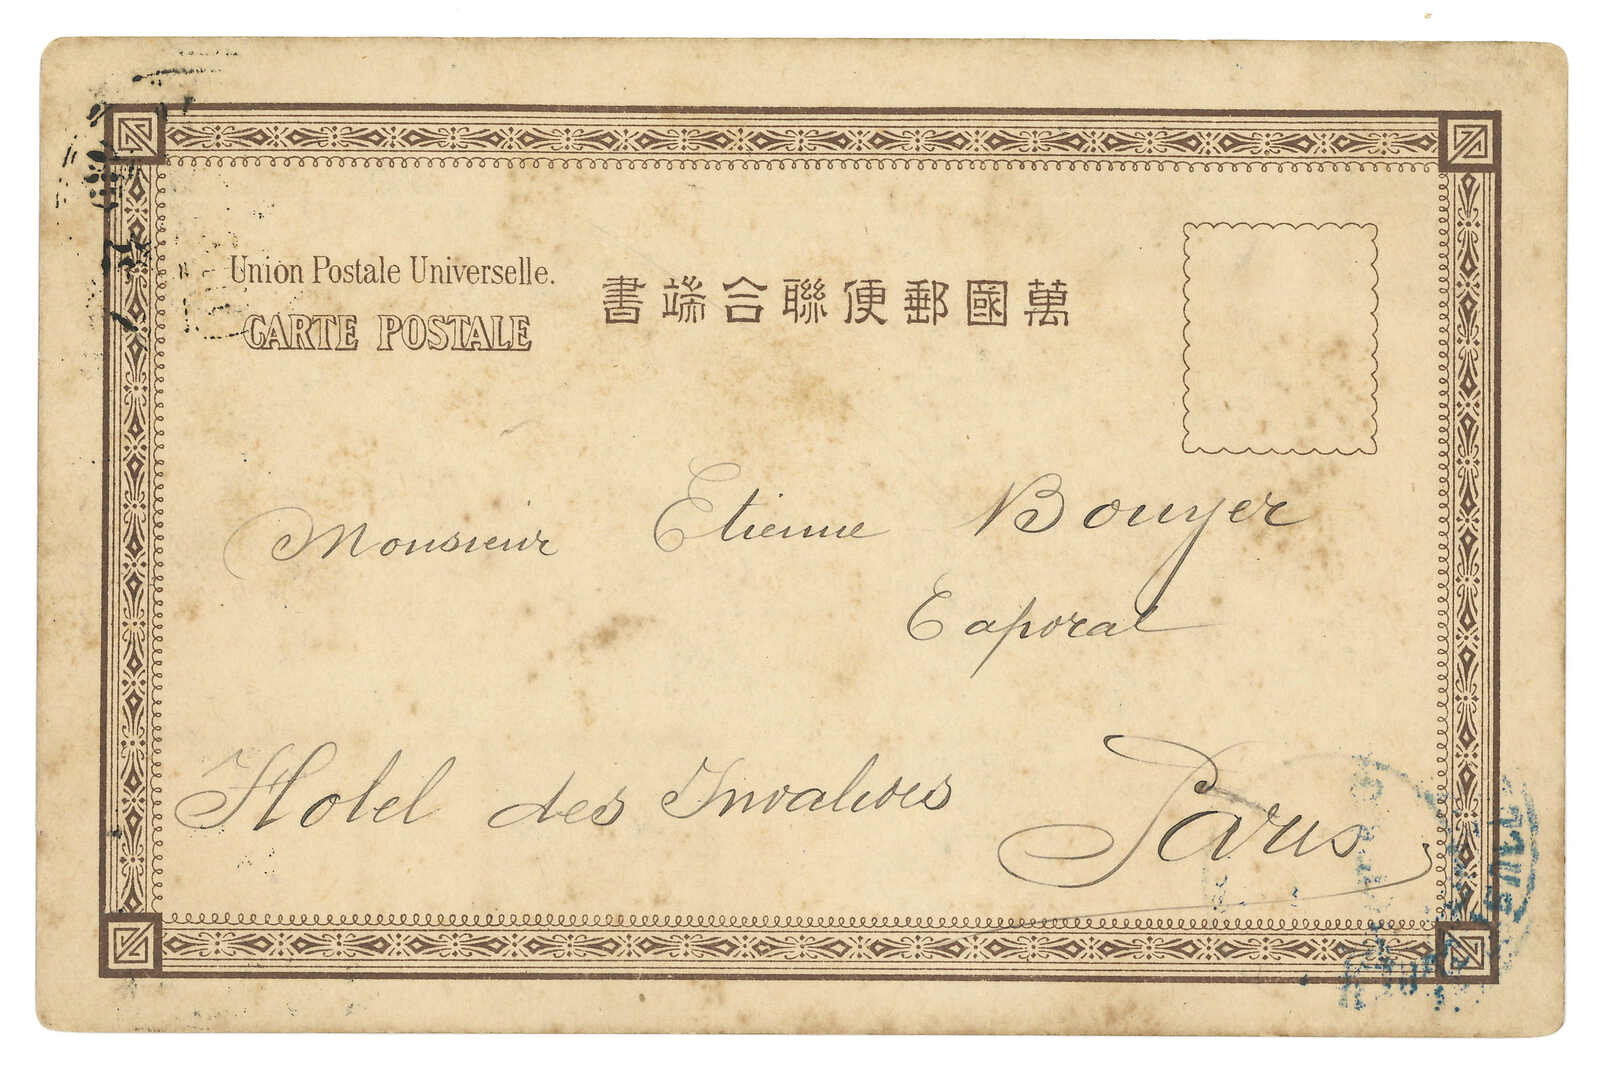 Union Postale Universelle.
CARTE POSTALE
萬國郵便聯合端書
Monsieur Etienne Bouyer
Caporal
Hotel des Invalides Paris